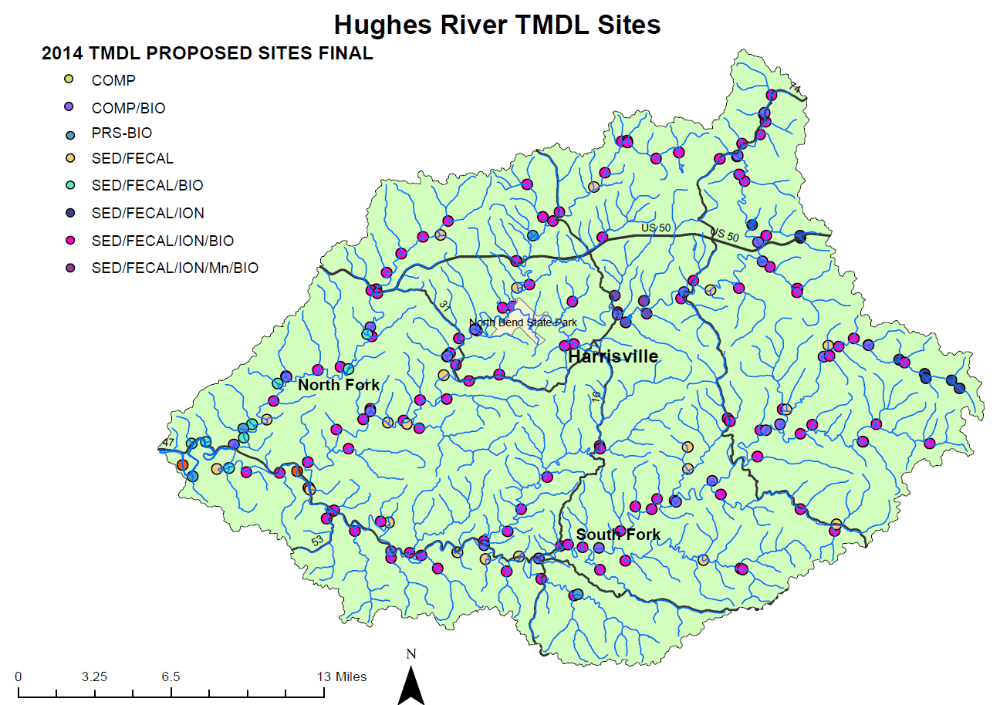 Hughes River TMDL Sites
2014 TMDL PROPOSED SITES FINAL
COMP
COMP/BIO
PRS-BIO
SED/FECAL
SED/FECAL/BIO
SED/FECAL/ION
SED/FECAL/ION/BIO
SED/FECAL/ION/Mn/BIO
74
US 50
US 50
31
North Bend State Park
Harrisville
North Fork
16
47
South Fork
53
N
0 3.25 6.5 13 Miles